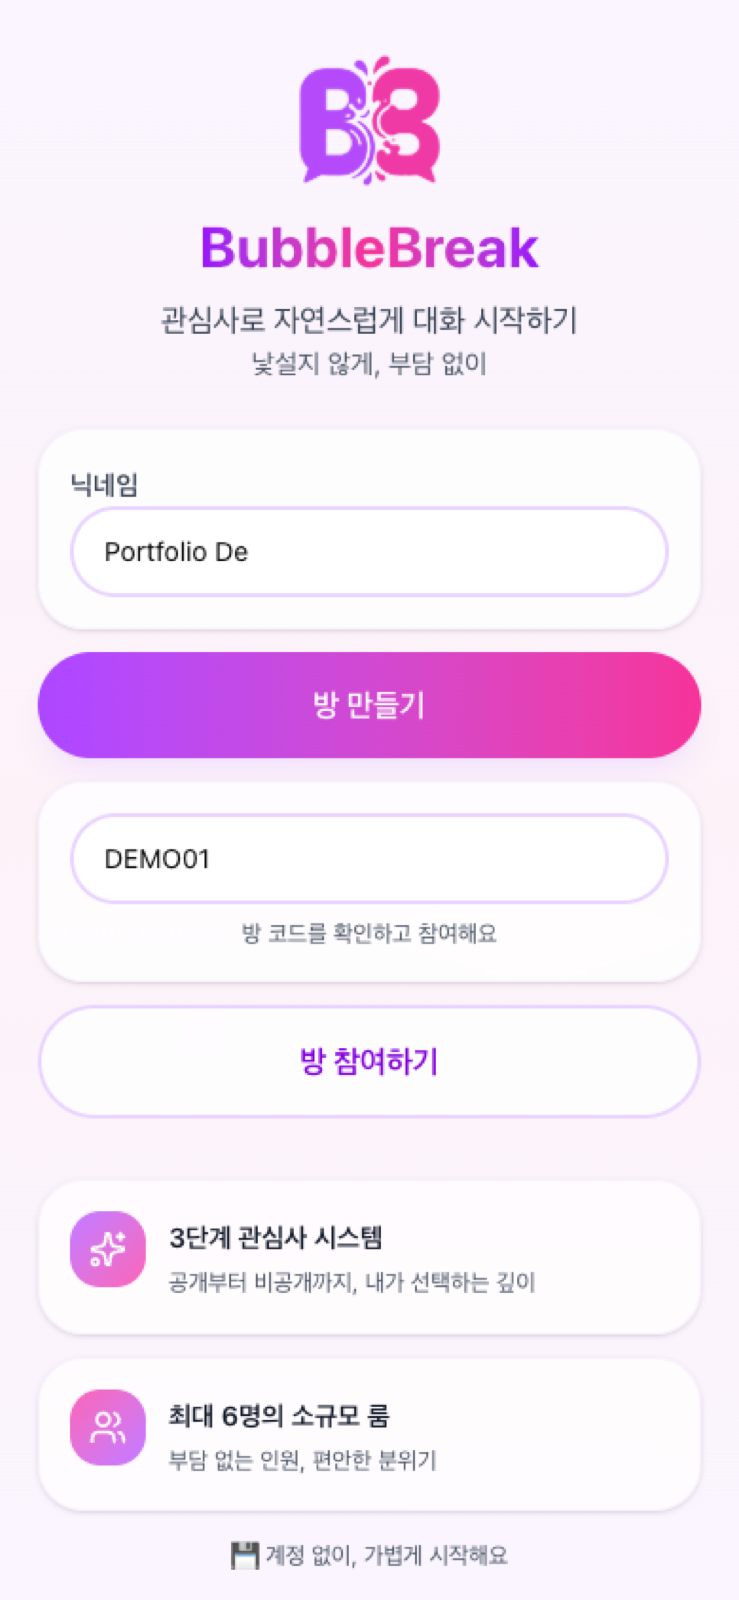 BB
BubbleBreak
관심사로 자연스럽게 대화 시작하기
낯설지 않게, 부담 없이
닉네임
Portfolio De
방 만들기
DEMO01
방 코드를 확인하고 참여해요
방 참여하기
3단계 관심사 시스템
공개부터 비공개까지, 내가 선택하는 깊이
최대 6명의 소규모 룸
부담 없는 인원, 편안한 분위기
💾 계정 없이, 가볍게 시작해요